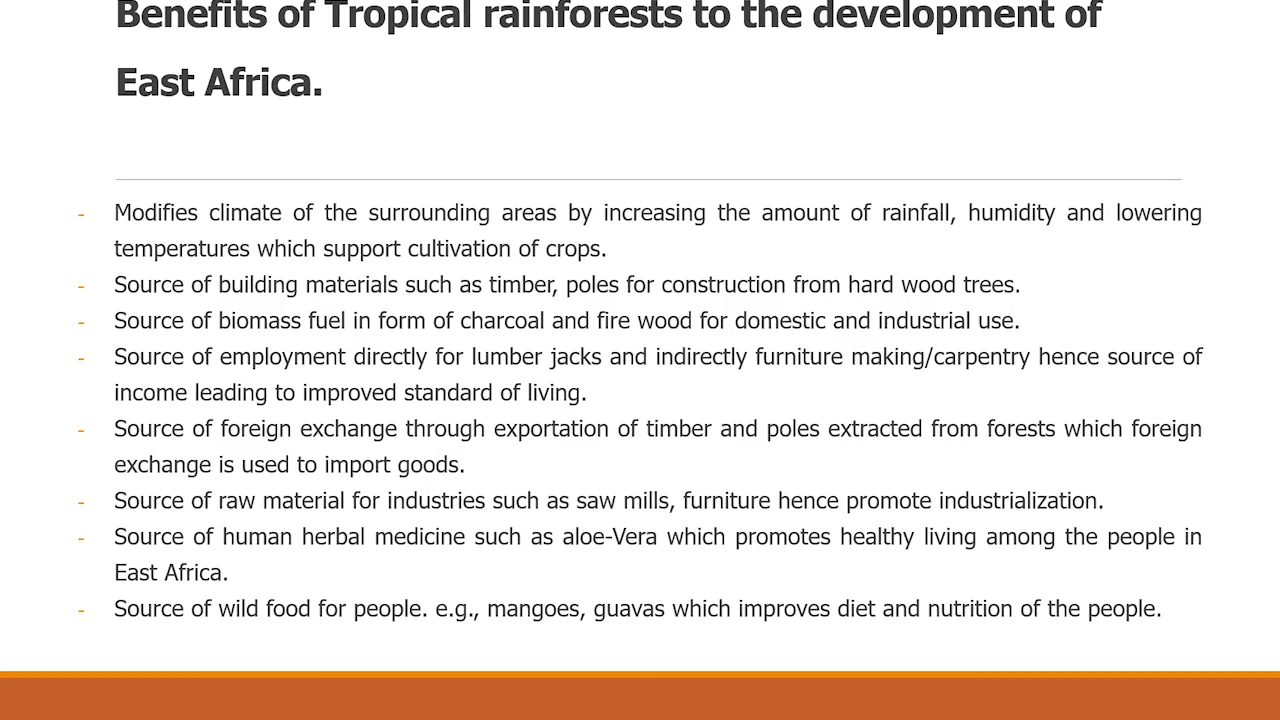 Benefits of Tropical rainforests to the development of
East Africa.
- Modifies climate of the surrounding areas by increasing the amount of rainfall, humidity and lowering
temperatures which support cultivation of crops.
- Source of building materials such as timber, poles for construction from hard wood trees.
- Source of biomass fuel in form of charcoal and fire wood for domestic and industrial use.
- Source of employment directly for lumber jacks and indirectly furniture making/carpentry hence source of
income leading to improved standard of living.
- Source of foreign exchange through exportation of timber and poles extracted from forests which foreign
exchange is used to import goods.
- Source of raw material for industries such as saw mills, furniture hence promote industrialization.
- Source of human herbal medicine such as aloe-Vera which promotes healthy living among the people in
East Africa.
- Source of wild food for people. e.g., mangoes, guavas which improves diet and nutrition of the people.